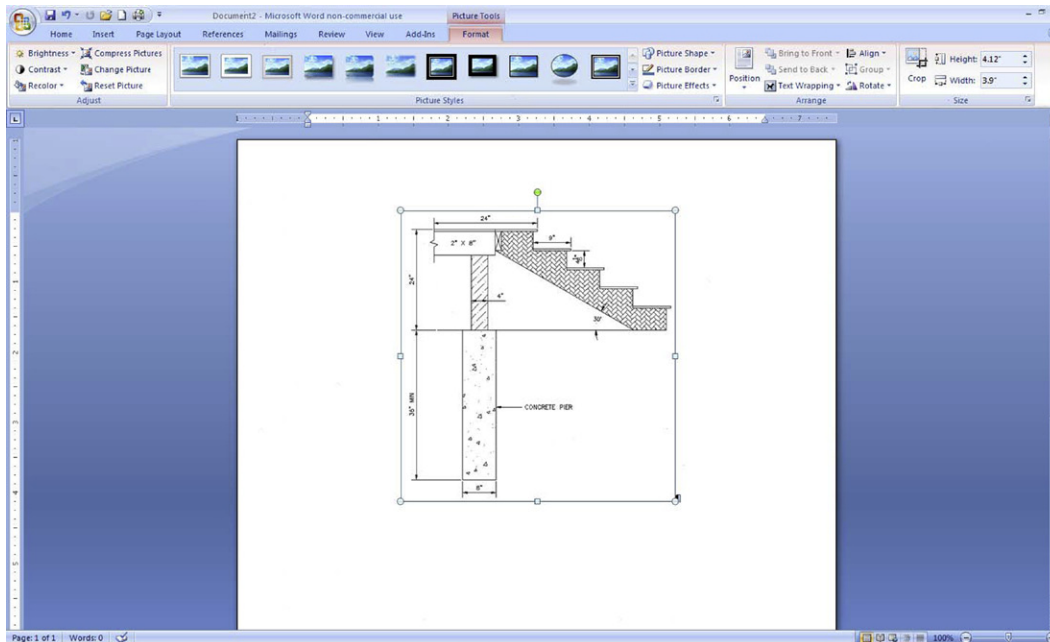 Document2 - Microsoft Word non-commercial use
Picture Tools
Home Insert Page Layout References Mailings Review View Add-Ins Format
Brightness
Compress Pictures
Contrast
Change Picture
Recolor
Reset Picture
Adjust
Picture Styles
Picture Shape
Picture Border
Picture Effects
Position
Bring to Front
Send to Back
Text Wrapping
Align
Group
Rotate
Arrange
Crop
Height: 4.12"
Width: 3.9"
Size
24"
2" X 8"
9"
24"
4"
30°
36" MIN
CONCRETE PIER
8"
Page: 1 of 1 Words: 0
100%